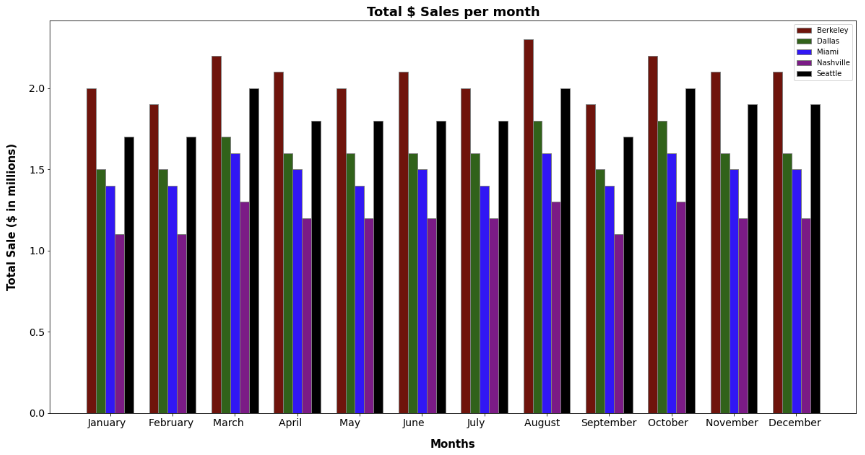 Total $ Sales per month
Berkeley
Dallas
Miami
Nashville
Seattle
Total Sale ($ in millions)
2.0
1.5
1.0
0.5
0.0
January February March April May June July August September October November December
Months